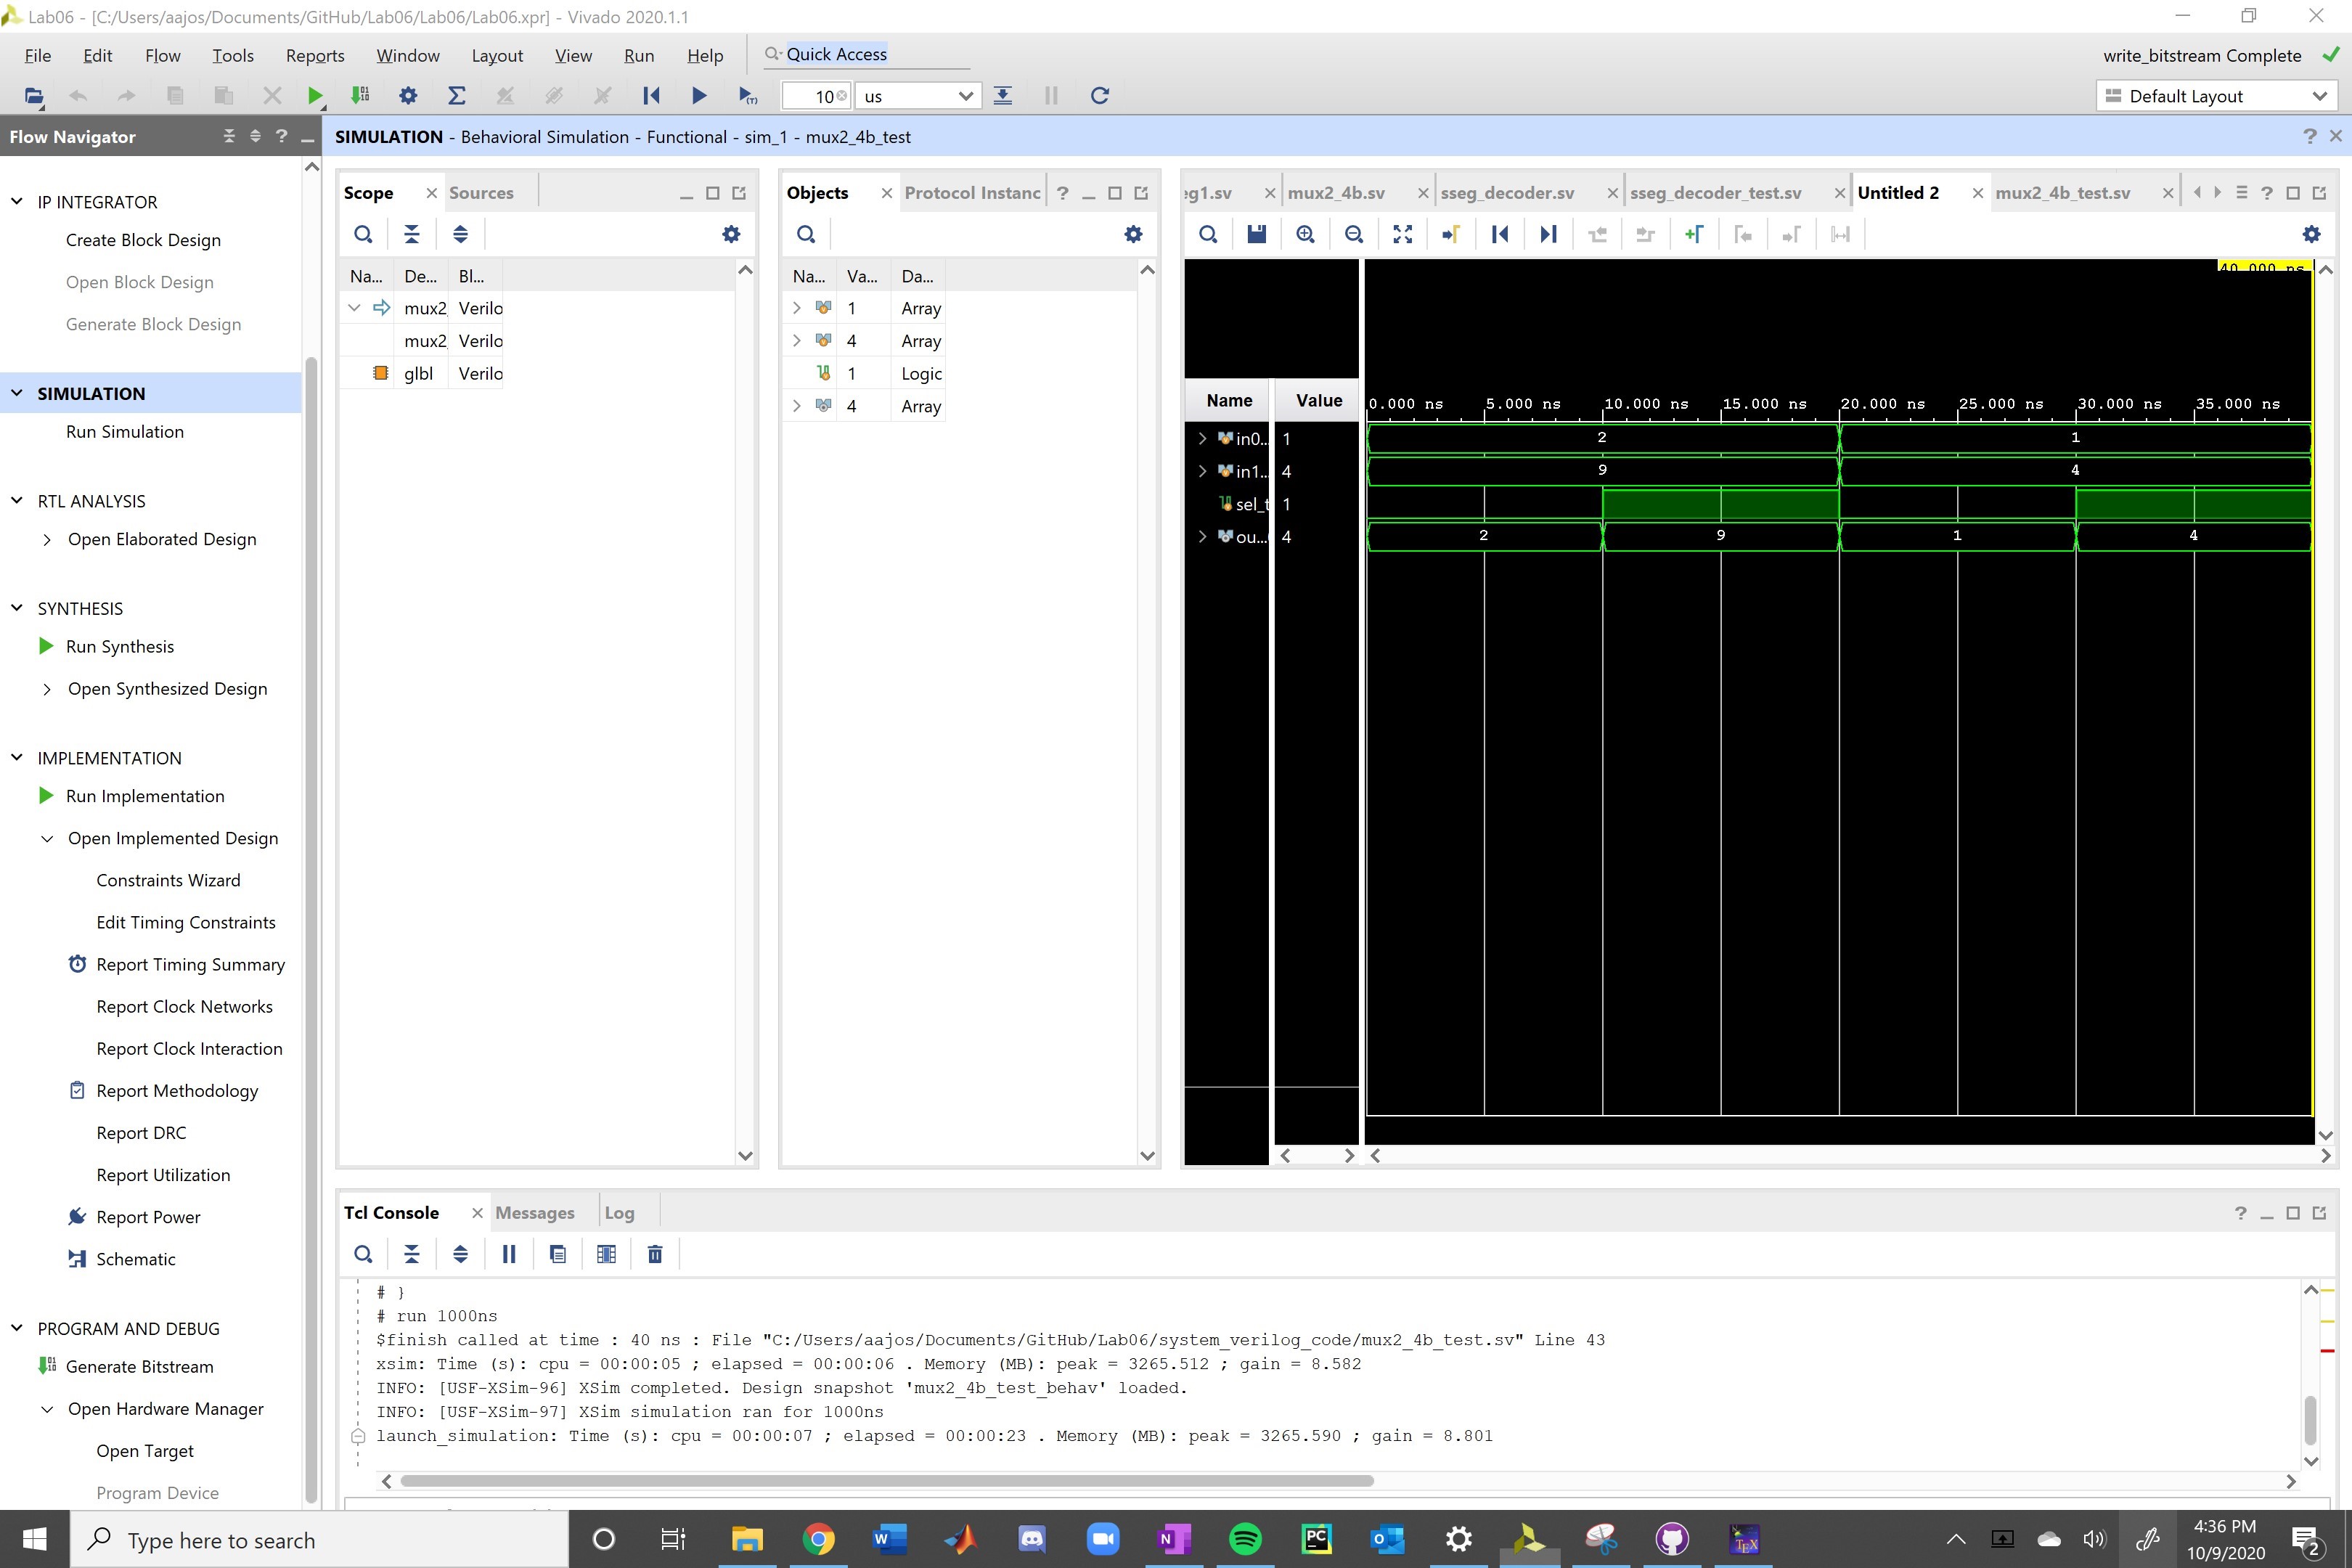 Lab06 - [C:/Users/aajos/Documents/GitHub/Lab06/Lab06/Lab06.xpr] - Vivado 2020.1.1
File Edit Flow Tools Reports Window Layout View Run Help Quick Access write_bitstream Complete
10 us Default Layout
Flow Navigator
SIMULATION - Behavioral Simulation - Functional - sim_1 - mux2_4b_test
IP INTEGRATOR
Create Block Design
Open Block Design
Generate Block Design
SIMULATION
Run Simulation
RTL ANALYSIS
Open Elaborated Design
SYNTHESIS
Run Synthesis
Open Synthesized Design
IMPLEMENTATION
Run Implementation
Open Implemented Design
Constraints Wizard
Edit Timing Constraints
Report Timing Summary
Report Clock Networks
Report Clock Interaction
Report Methodology
Report DRC
Report Utilization
Report Power
Schematic
PROGRAM AND DEBUG
Generate Bitstream
Open Hardware Manager
Open Target
Program Device
Scope Sources
Na... De... Bl...
mux2 Verilo
mux2 Verilo
glbl Verilo
Objects Protocol Instanc
Na... Va... Da...
1 Array
4 Array
1 Logic
4 Array
eg1.sv mux2_4b.sv sseg_decoder.sv sseg_decoder_test.sv Untitled 2 mux2_4b_test.sv
40.000 ns
Name Value 0.000 ns 5.000 ns 10.000 ns 15.000 ns 20.000 ns 25.000 ns 30.000 ns 35.000 ns
in0... 1 2 1
in1... 4 9 4
sel_t 1
ou... 4 2 9 1 4
Tcl Console Messages Log
# }
# run 1000ns
$finish called at time : 40 ns : File "C:/Users/aajos/Documents/GitHub/Lab06/system_verilog_code/mux2_4b_test.sv" Line 43
xsim: Time (s): cpu = 00:00:05 ; elapsed = 00:00:06 . Memory (MB): peak = 3265.512 ; gain = 8.582
INFO: [USF-XSim-96] XSim completed. Design snapshot 'mux2_4b_test_behav' loaded.
INFO: [USF-XSim-97] XSim simulation ran for 1000ns
launch_simulation: Time (s): cpu = 00:00:07 ; elapsed = 00:00:23 . Memory (MB): peak = 3265.590 ; gain = 8.801
Type here to search
4:36 PM
10/9/2020
2